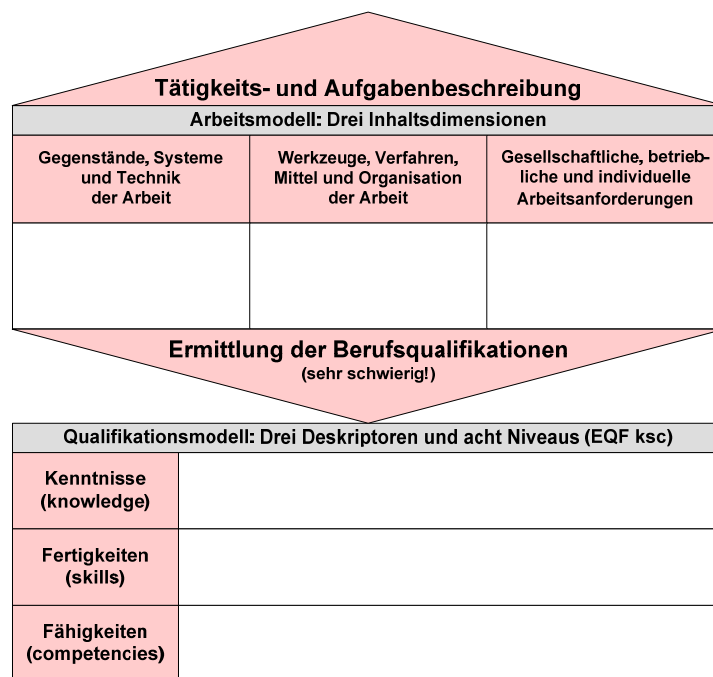 Tätigkeits- und Aufgabenbeschreibung
Arbeitsmodell: Drei Inhaltsdimensionen
Gegenstände, Systeme
und Technik
der Arbeit
Werkzeuge, Verfahren,
Mittel und Organisation
der Arbeit
Gesellschaftliche, betrieb-
liche und individuelle
Arbeitsanforderungen
Ermittlung der Berufsqualifikationen
(sehr schwierig!)
Qualifikationsmodell: Drei Deskriptoren und acht Niveaus (EQF ksc)
Kenntnisse
(knowledge)
Fertigkeiten
(skills)
Fähigkeiten
(competencies)